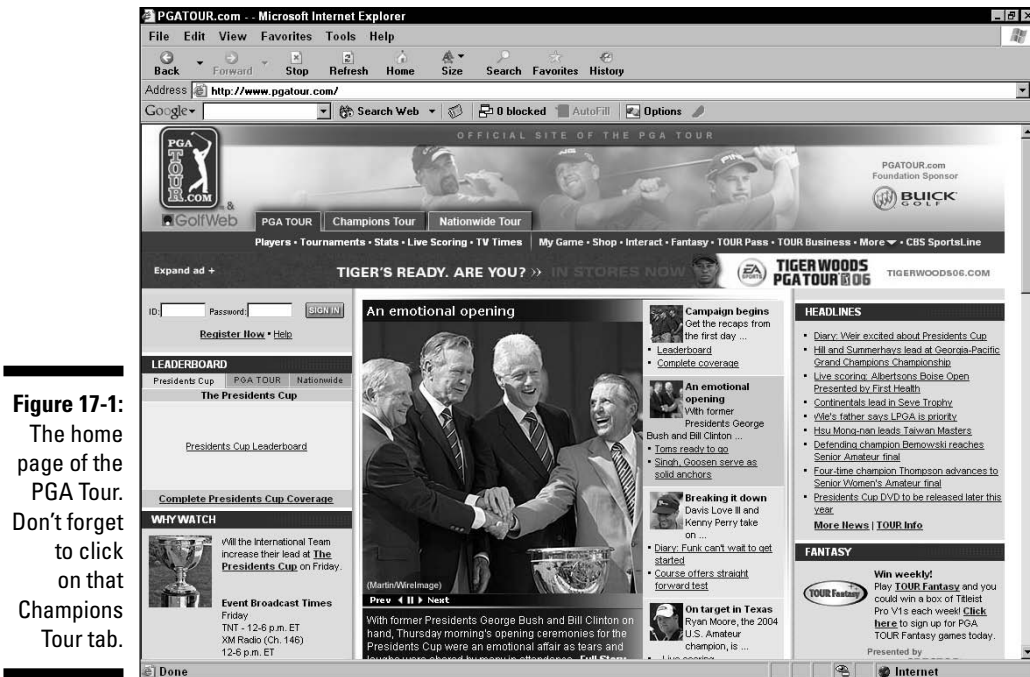 PGATOUR.com - - Microsoft Internet Explorer
File Edit View Favorites Tools Help
Back Forward Stop Refresh Home Size Search Favorites History
Address http://www.pgatour.com/
Google Search Web 0 blocked AutoFill Options
OFFICIAL SITE OF THE PGA TOUR
PGA
TOUR
.COM
&
GolfWeb
PGATOUR.com
Foundation Sponsor
BUICK
GOLF
PGA TOUR Champions Tour Nationwide Tour
Players • Tournaments • Stats • Live Scoring • TV Times | My Game • Shop • Interact • Fantasy • TOUR Pass • TOUR Business • More • CBS SportsLine
Expand ad +
TIGER'S READY. ARE YOU? >> IN STORES NOW
EA
SPORTS
TIGER WOODS
PGA TOUR 06
TIGERWOODS06.COM
ID: Password: SIGN IN
Register Now • Help
LEADERBOARD
Presidents Cup PGA TOUR Nationwide
The Presidents Cup
Presidents Cup Leaderboard
Complete Presidents Cup Coverage
WHY WATCH
Will the International Team
increase their lead at The
Presidents Cup on Friday.
Event Broadcast Times
Friday
TNT - 12-6 p.m. ET
XM Radio (Ch. 146)
12-6 p.m. ET
An emotional opening
(Martin/WireImage)
Prev Next
With former Presidents George Bush and Bill Clinton on
hand, Thursday morning's opening ceremonies for the
Presidents Cup were an emotional affair as tears and
laughs were shared by many in attendance. Full Story
Campaign begins
Get the recaps from
the first day ...
• Leaderboard
• Complete coverage
An emotional
opening
With former
Presidents George
Bush and Bill Clinton ...
• Toms ready to go
• Singh, Goosen serve as
solid anchors
Breaking it down
Davis Love III and
Kenny Perry take
on ...
• Diary: Funk can't wait to get
started
• Course offers straight
forward test
On target in Texas
Ryan Moore, the 2004
U.S. Amateur
champion, is ...
• Live scoring
HEADLINES
• Diary: Weir excited about Presidents Cup
• Hill and Summerhays lead at Georgia-Pacific
Grand Champions Championship
• Live scoring: Albertsons Boise Open
Presented by First Health
• Continentals lead in Seve Trophy
• Wie's father says LPGA is priority
• Hsu Mong-nan leads Taiwan Masters
• Defending champion Bemowski reaches
Senior Amateur final
• Four-time champion Thompson advances to
Senior Women's Amateur final
• Presidents Cup DVD to be released later this
year
More News | TOUR Info
FANTASY
TOUR Fantasy
Win weekly!
Play TOUR Fantasy and you
could win a box of Titleist
Pro V1s each week! Click
here to sign up for PGA
TOUR Fantasy games today.
Presented by
Done
Internet
Figure 17-1:
The home
page of the
PGA Tour.
Don't forget
to click
on that
Champions
Tour tab.